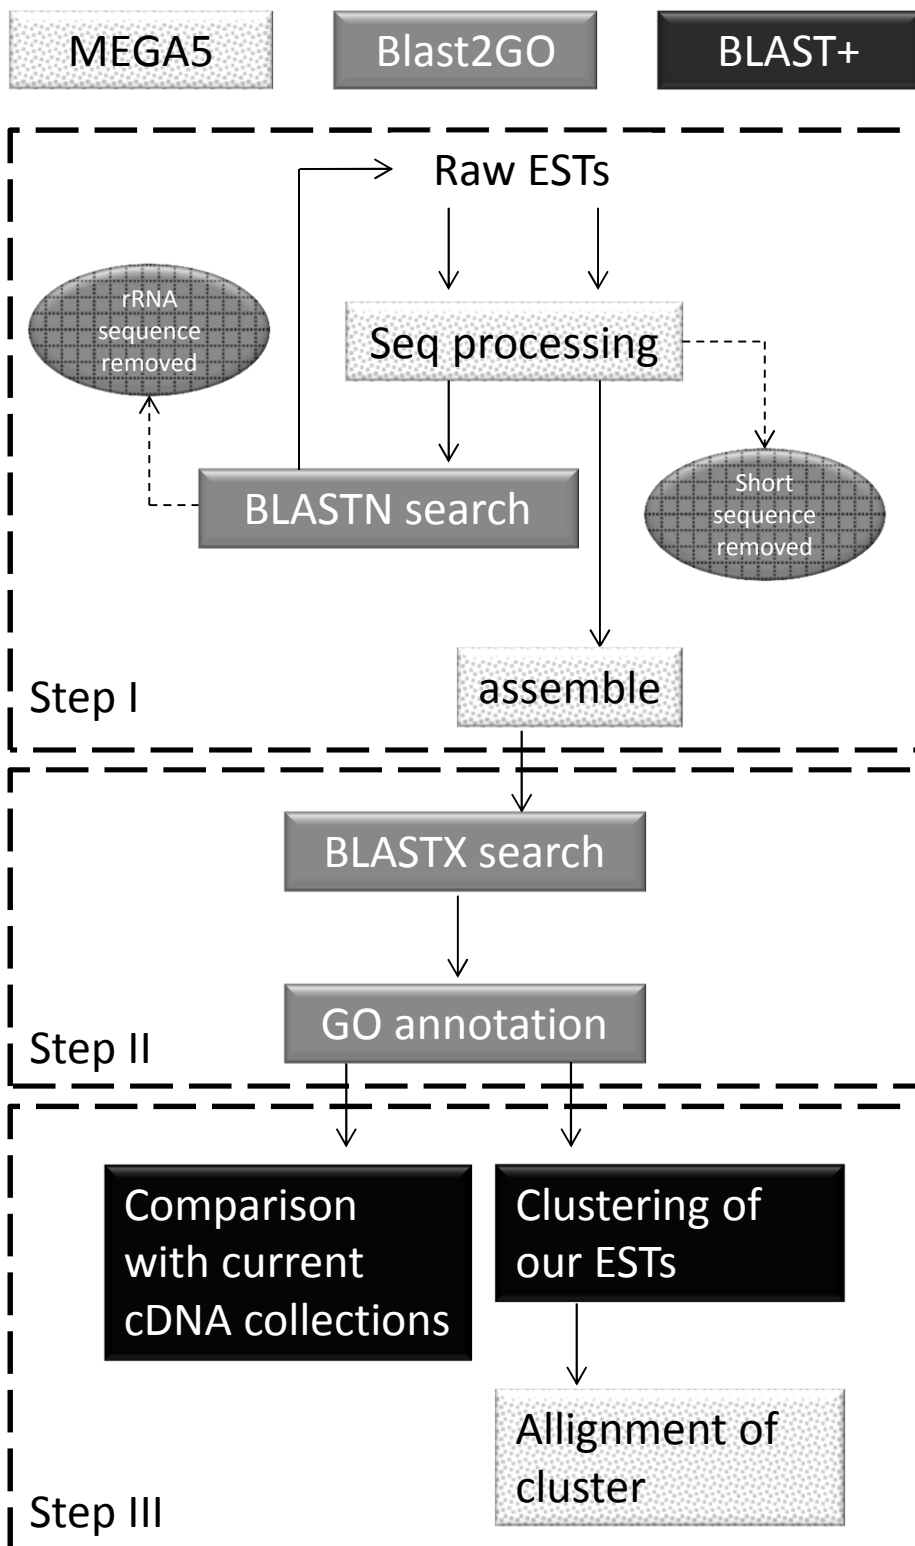 MEGA5
Blast2GO
BLAST+
Raw ESTs
rRNA
sequence
removed
Seq processing
BLASTN search
Short
sequence
removed
assemble
Step I
BLASTX search
GO annotation
Step II
Comparison
with current
cDNA collections
Clustering of
our ESTs
Allignment of
cluster
Step III